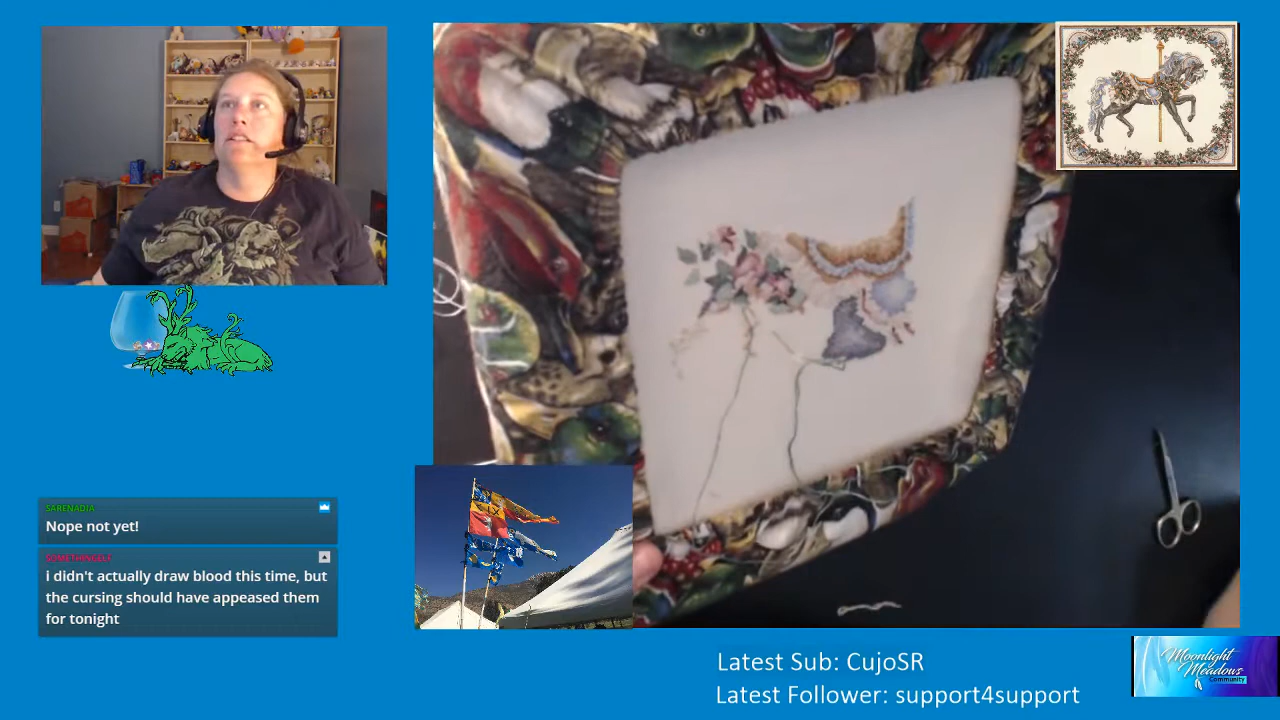 SARENADIA
Nope not yet!
i didn't actually draw blood this time, but
the cursing should have appeased them
for tonight
Latest Sub: CujoSR
Latest Follower: support4support
Moonlight
Meadows
Community